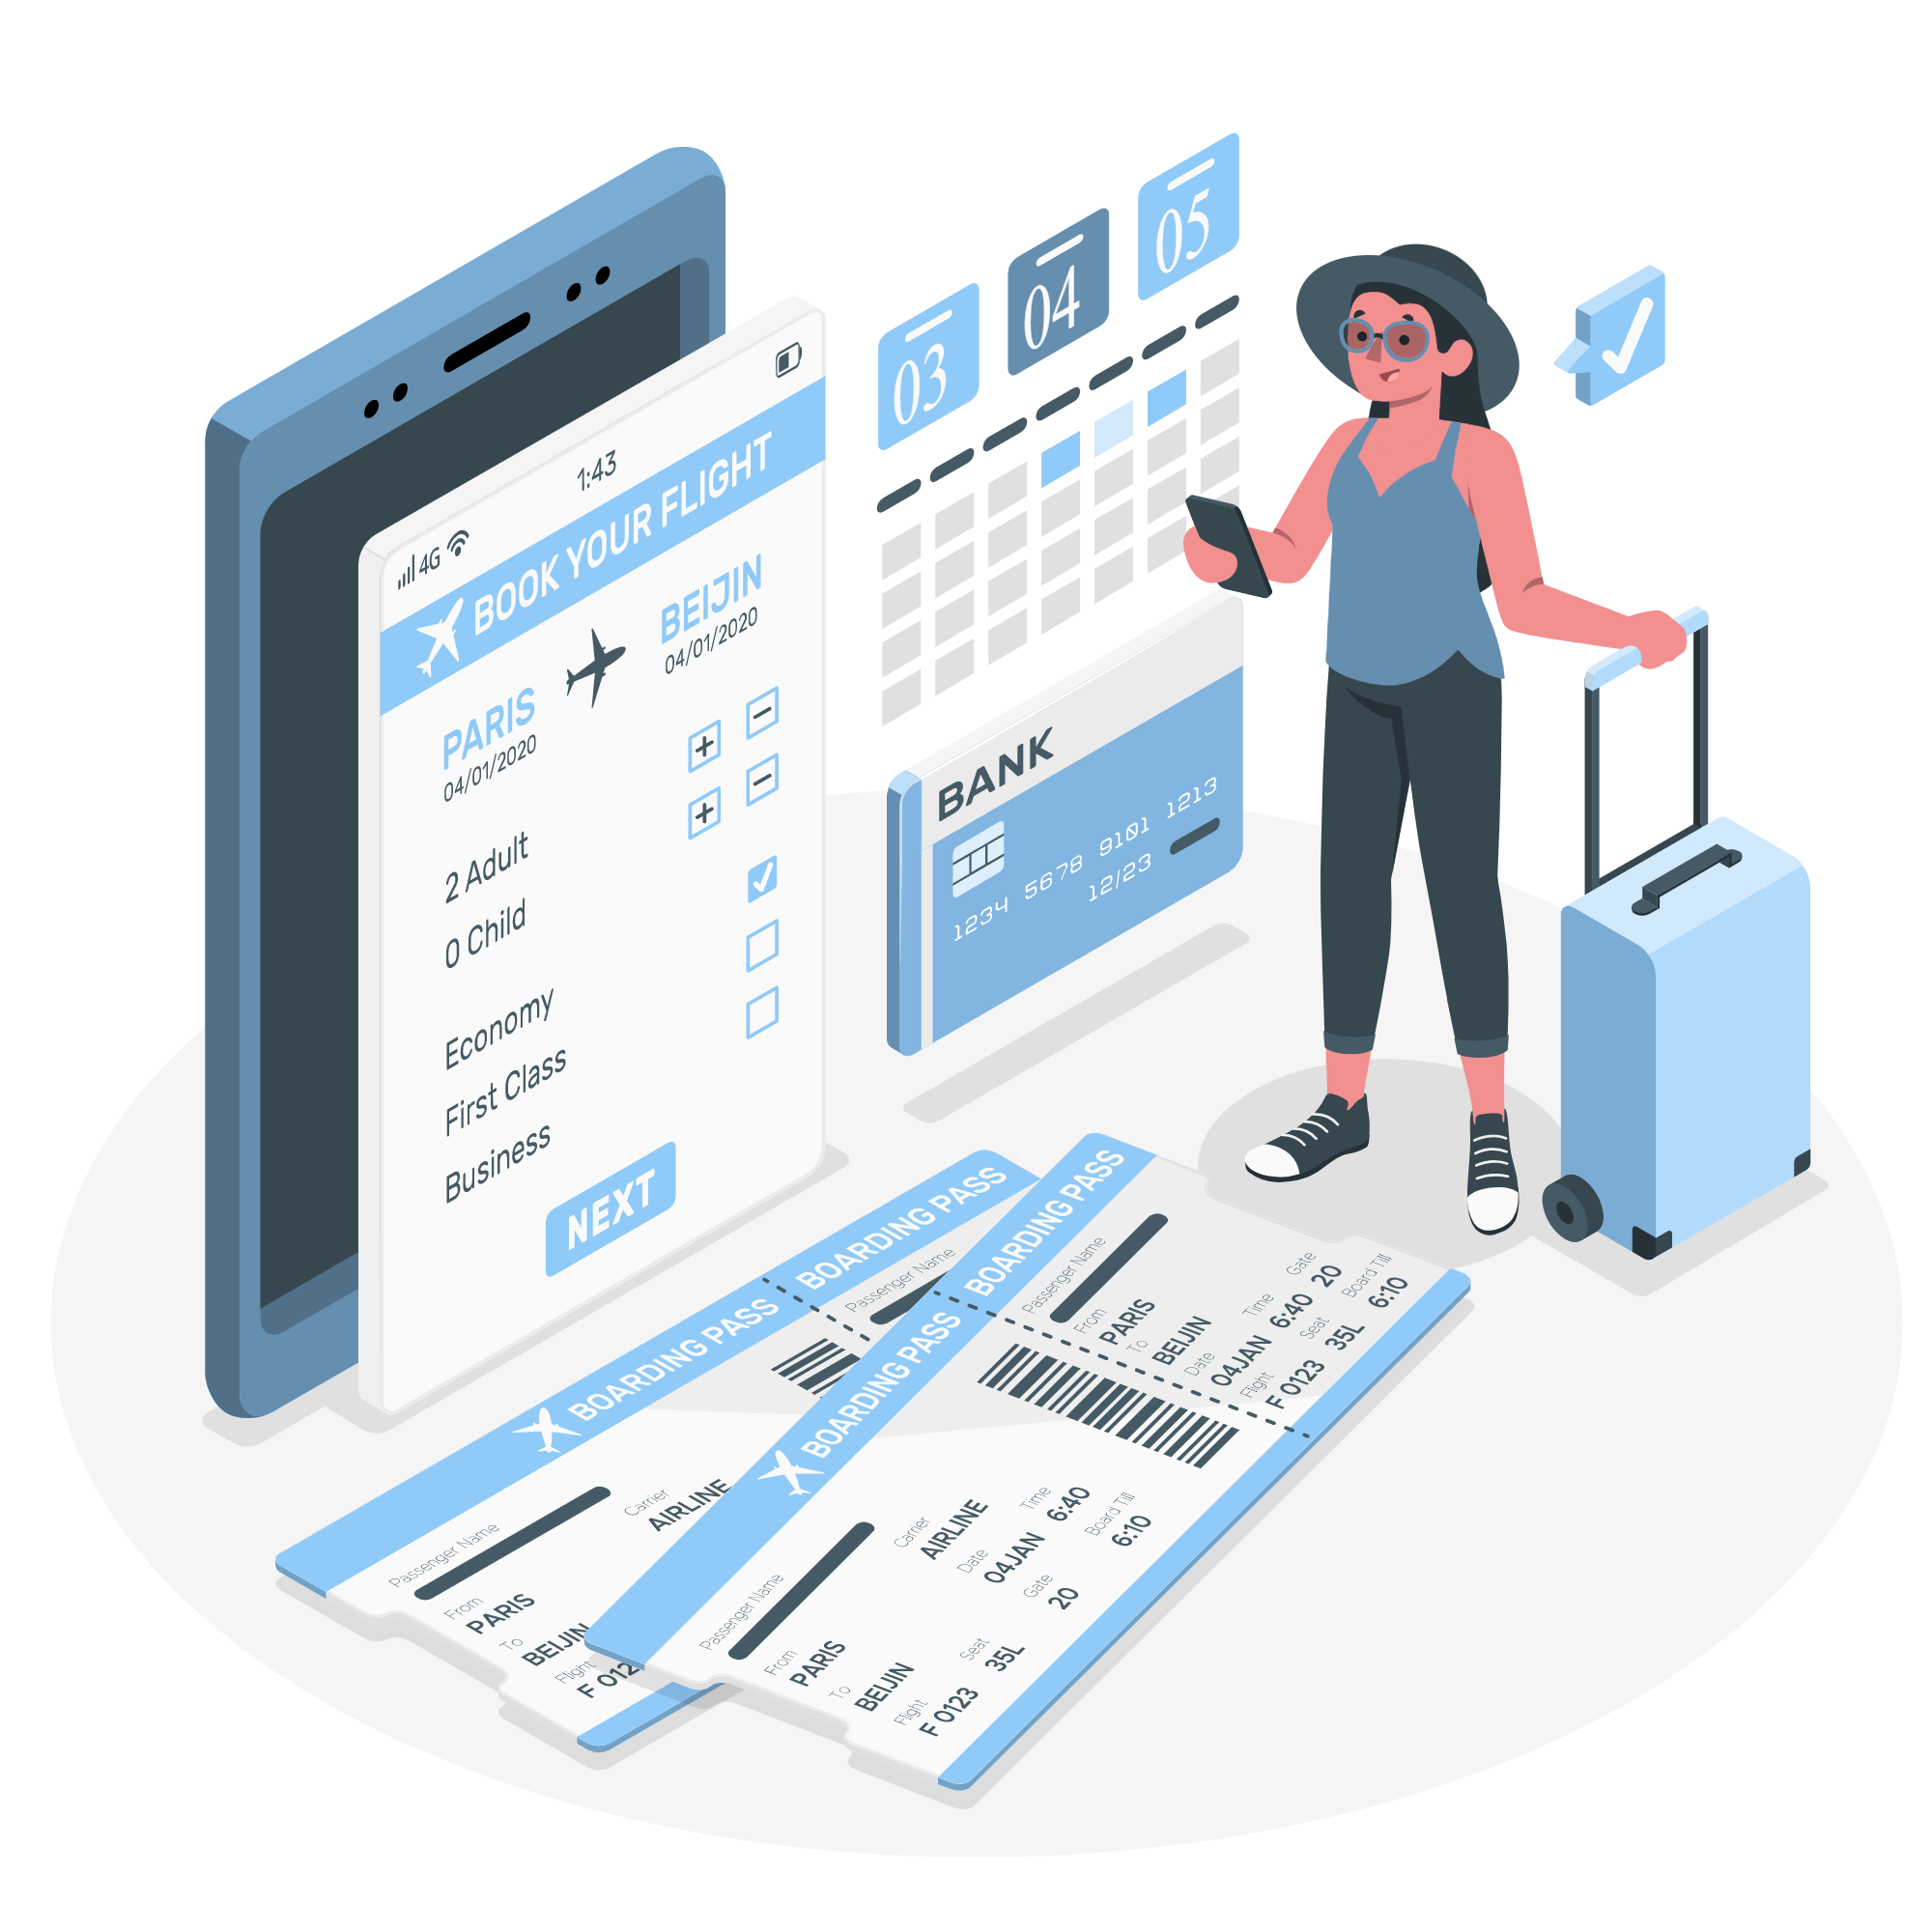 03
04
05
1:43
4G
BOOK YOUR FLIGHT
PARIS
04/01/2020
BEIJIN
04/01/2020
2 Adult
0 Child
Economy
First Class
Business
NEXT
BANK
1234 5678 9101 1213
12/23
BOARDING PASS
BOARDING PASS
Passenger Name
Passenger Name
Carrier
AIRLINE
From
PARIS
To
BEIJIN
Flight
F 012
BOARDING PASS
BOARDING PASS
Passenger Name
From
PARIS
To
BEIJIN
Date
04JAN
Time
6:40
Gate
20
Flight
F 0123
Seat
35L
Board Till
6:10
Passenger Name
Carrier
AIRLINE
From
PARIS
To
BEIJIN
Date
04JAN
Time
6:40
Gate
20
Board Till
6:10
Flight
F 0123
Seat
35L